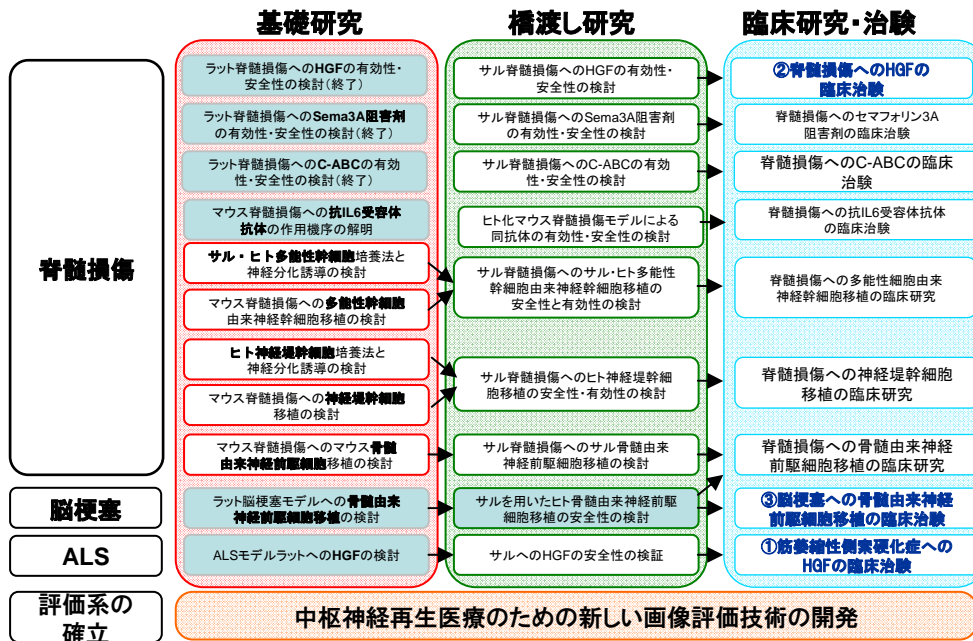 基礎研究
橋渡し研究
臨床研究・治験
脊髄損傷
ラット脊髄損傷へのHGFの有効性・
安全性の検討(終了)
サル脊髄損傷へのHGFの有効性・
安全性の検討
②脊髄損傷へのHGFの
臨床治験
ラット脊髄損傷へのSema3A阻害剤
の有効性・安全性の検討(終了)
サル脊髄損傷へのSema3A阻害剤
の有効性・安全性の検討
脊髄損傷へのセマフォリン3A
阻害剤の臨床治験
ラット脊髄損傷へのC-ABCの有効
性・安全性の検討(終了)
サル脊髄損傷へのC-ABCの有効
性・安全性の検討
脊髄損傷へのC-ABCの臨床
治験
マウス脊髄損傷への抗IL6受容体
抗体の作用機序の解明
ヒト化マウス脊髄損傷モデルによる
同抗体の有効性・安全性の検討
脊髄損傷への抗IL6受容体抗体
の臨床治験
サル・ヒト多能性幹細胞培養法と
神経分化誘導の検討
マウス脊髄損傷への多能性幹細胞
由来神経幹細胞移植の検討
サル脊髄損傷へのサル・ヒト多能性
幹細胞由来神経幹細胞移植の
安全性と有効性の検討
脊髄損傷への多能性細胞由来
神経幹細胞移植の臨床研究
ヒト神経堤幹細胞培養法と
神経分化誘導の検討
マウス脊髄損傷への神経堤幹細胞
移植の検討
サル脊髄損傷へのヒト神経堤幹細
胞移植の安全性・有効性の検討
脊髄損傷への神経堤幹細胞
移植の臨床研究
マウス脊髄損傷へのマウス骨髄
由来神経前駆細胞移植の検討
サル脊髄損傷へのサル骨髄由来
神経前駆細胞移植の検討
脊髄損傷への骨髄由来神経
前駆細胞移植の臨床研究
脳梗塞
ラット脳梗塞モデルへの骨髄由来
神経前駆細胞移植の検討
サルを用いたヒト骨髄由来神経前駆
細胞移植の安全性の検討
③脳梗塞への骨髄由来神経
前駆細胞移植の臨床治験
ALS
ALSモデルラットへのHGFの検討
サルへのHGFの安全性の検証
①筋萎縮性側索硬化症への
HGFの臨床治験
評価系の
確立
中枢神経再生医療のための新しい画像評価技術の開発